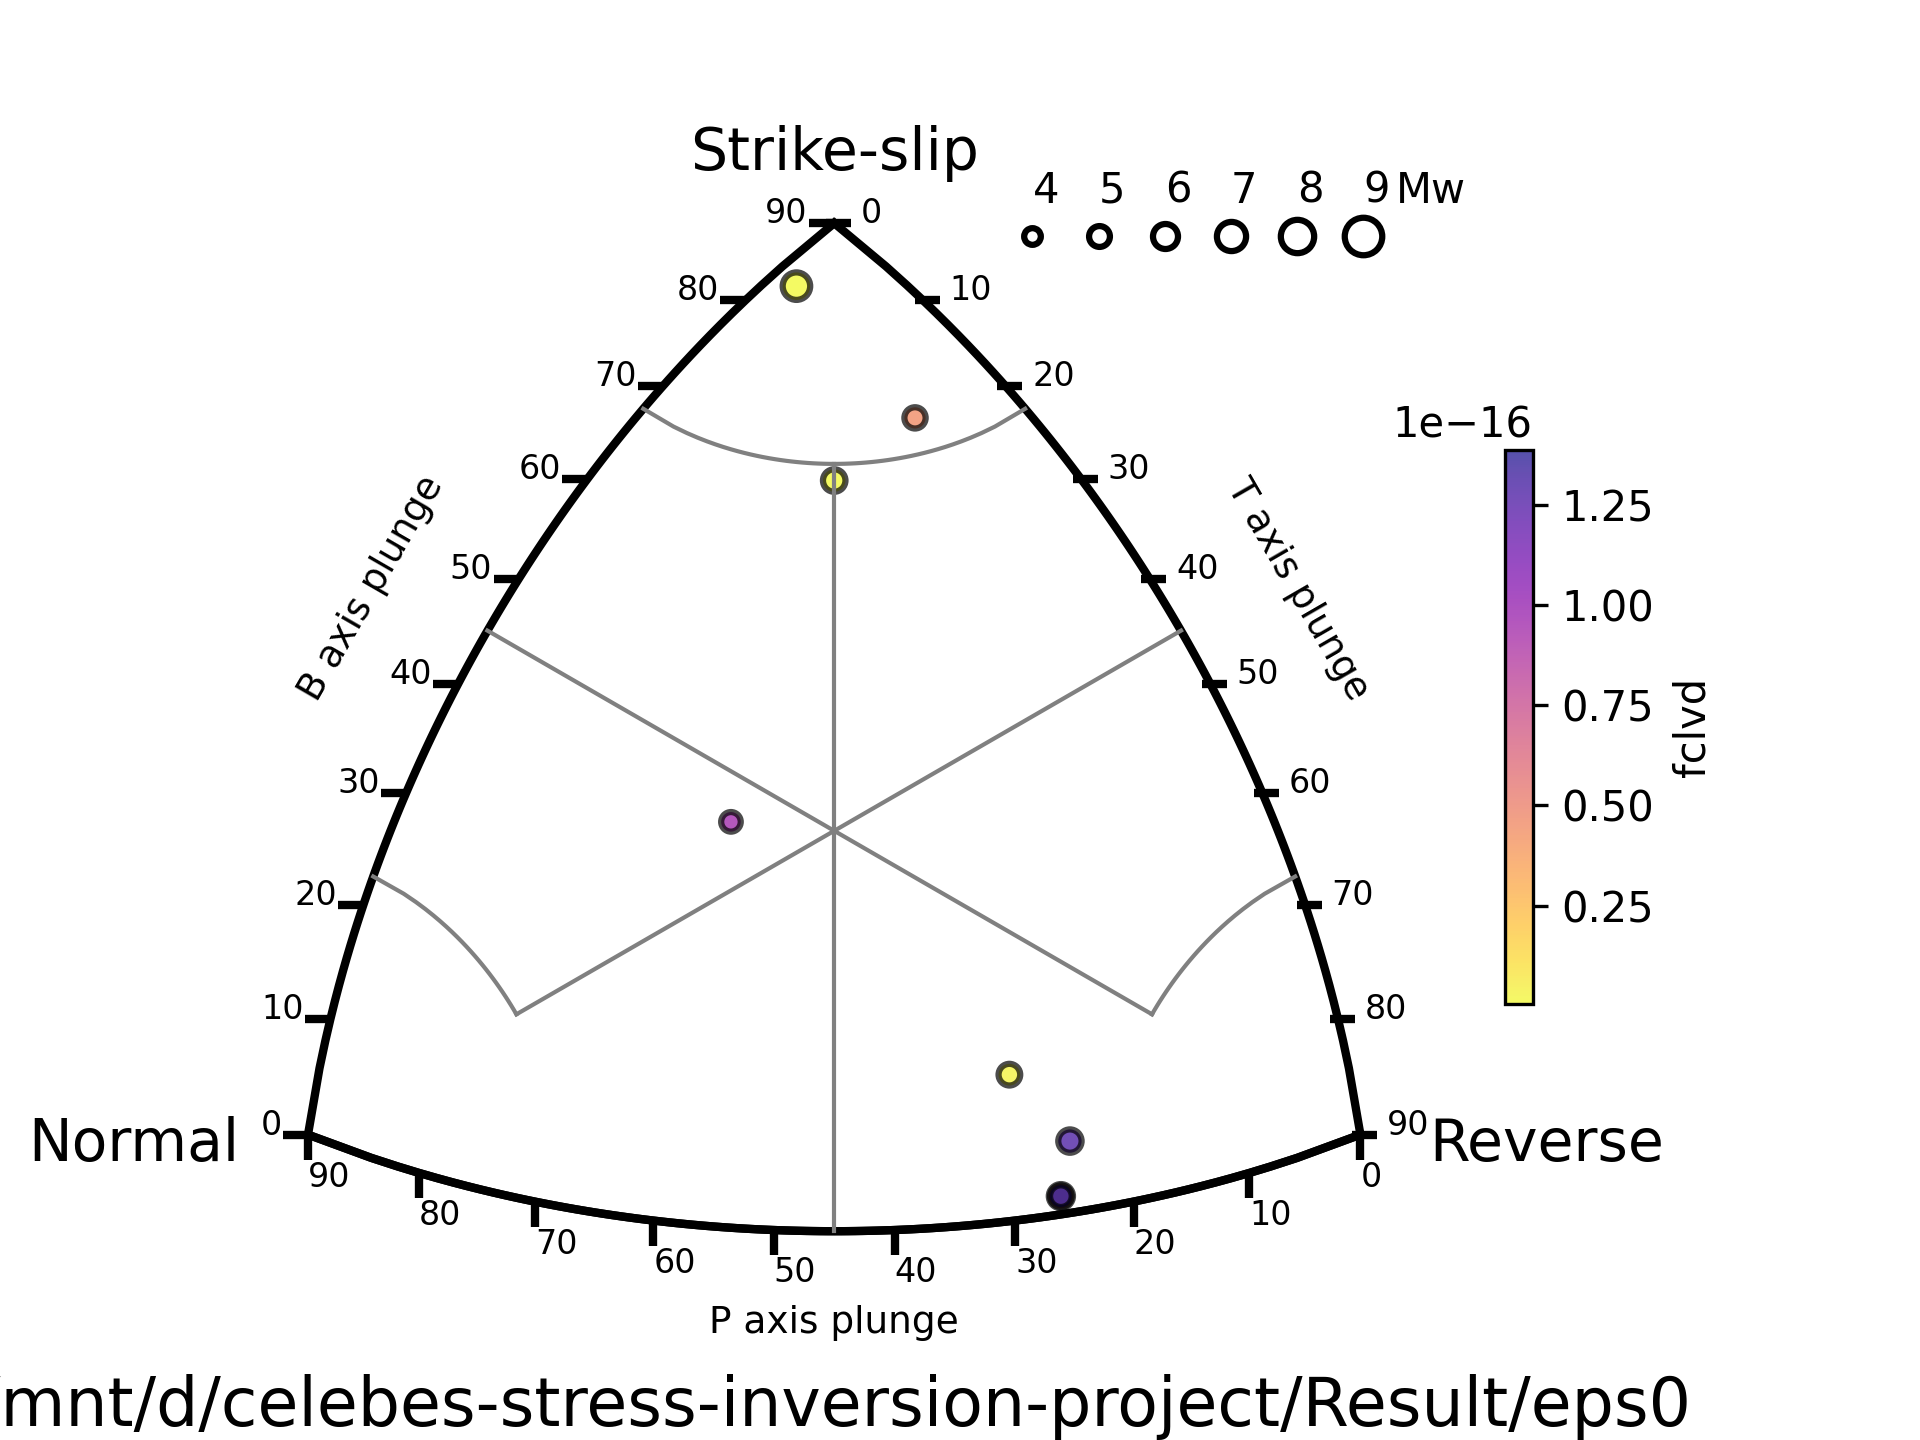 Strike-slip
4 5 6 7 8 9 Mw
90 0
80 10
70 20
1e−16
60 30
B axis plunge
T axis plunge
1.25
50 40
1.00
40 50
0.75
fclvd
30 60
0.50
20 70
0.25
10 80
Normal 0 90 Reverse
90 80 70 60 50 40 30 20 10 0
P axis plunge
/mnt/d/celebes-stress-inversion-project/Result/eps0